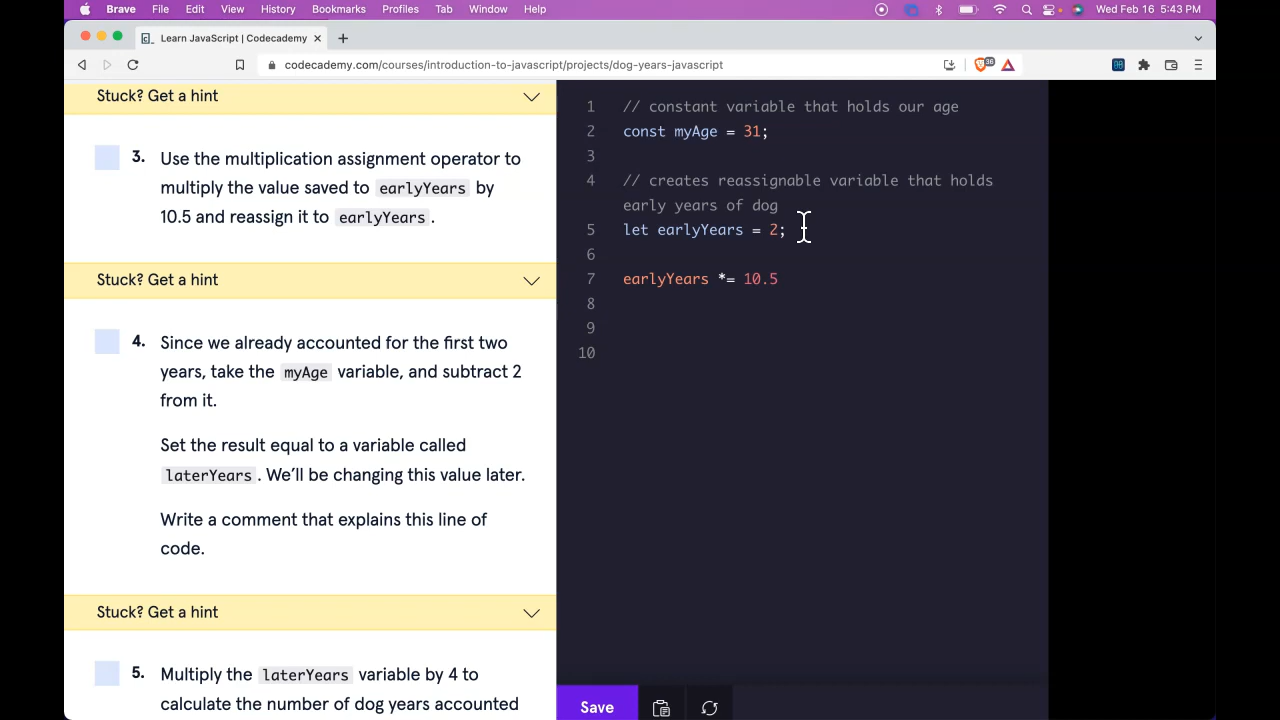 Brave File Edit View History Bookmarks Profiles Tab Window Help Wed Feb 16 5:43 PM
Learn JavaScript | Codecademy
codecademy.com/courses/introduction-to-javascript/projects/dog-years-javascript 36
Stuck? Get a hint
3. Use the multiplication assignment operator to
multiply the value saved to earlyYears by
10.5 and reassign it to earlyYears.
Stuck? Get a hint
4. Since we already accounted for the first two
years, take the myAge variable, and subtract 2
from it.
Set the result equal to a variable called
laterYears. We'll be changing this value later.
Write a comment that explains this line of
code.
Stuck? Get a hint
5. Multiply the laterYears variable by 4 to
calculate the number of dog years accounted
1 // constant variable that holds our age
2 const myAge = 31;
3
4 // creates reassignable variable that holds
early years of dog
5 let earlyYears = 2;
6
7 earlyYears *= 10.5
8
9
10
Save